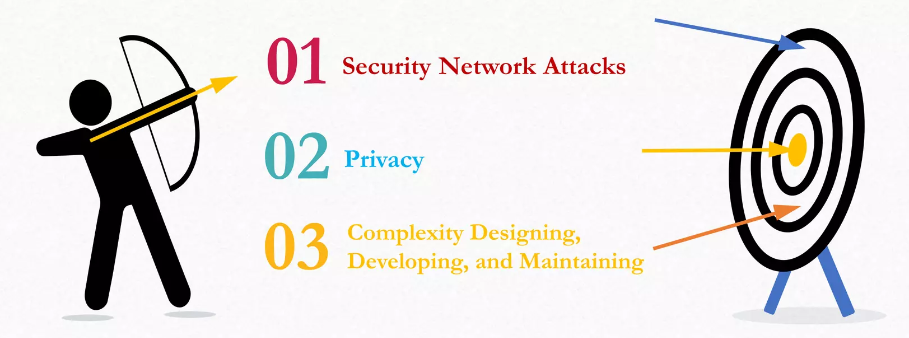 01 Security Network Attacks
02 Privacy
03 Complexity Designing,
Developing, and Maintaining